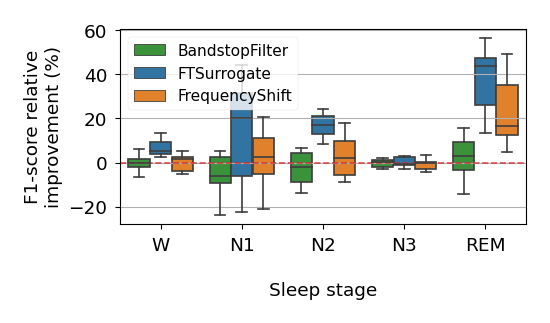 F1-score relative
improvement (%)
60
40
20
0
−20
BandstopFilter
FTSurrogate
FrequencyShift
W
N1
N2
N3
REM
Sleep stage